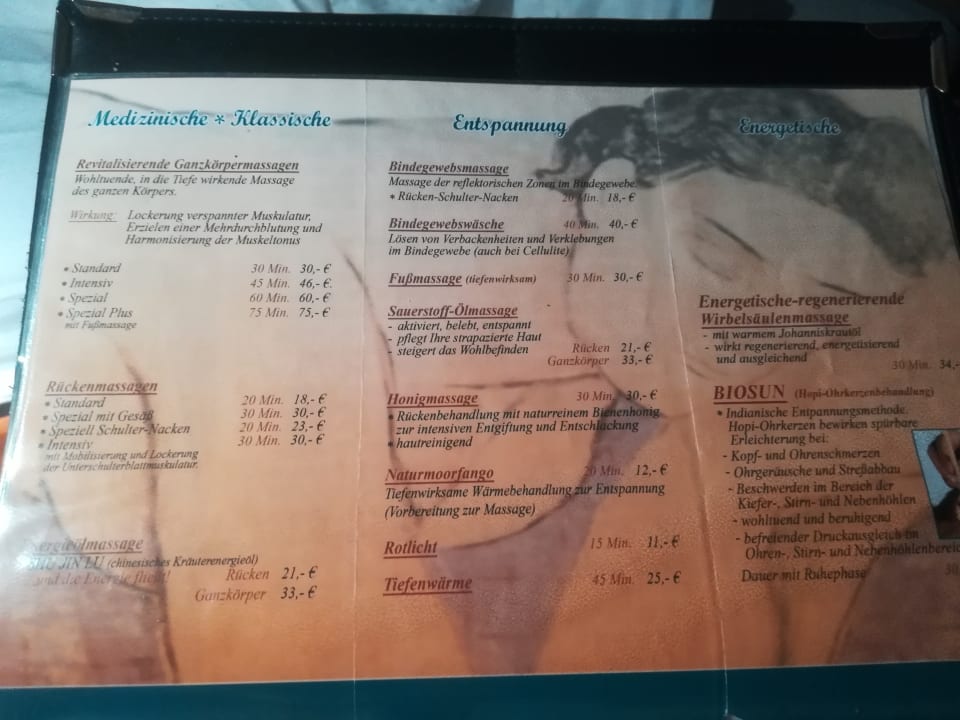 Medizinische * Klassische
Revitalisierende Ganzkörpermassagen
Wohltuende, in die Tiefe wirkende Massage
des ganzen Körpers.
Wirkung: Lockerung verspannter Muskulatur,
Erzielen einer Mehrdurchblutung und
Harmonisierung der Muskeltonus
• Standard 30 Min. 30,- €
• Intensiv 45 Min. 46,- €.
• Spezial 60 Min. 60,- €
• Spezial Plus 75 Min. 75,- €
mit Fußmassage
Rückenmassagen
• Standard 20 Min. 18,- €
• Spezial mit Gesäß 30 Min. 30,- €
• Speziell Schulter-Nacken 20 Min. 23,- €
• Intensiv 30 Min. 30,- €
mit Mobilisierung und Lockerung
der Unterschulterblattmuskulatur.
Energieölmassage
JIN LU (chinesisches Kräuterenergieöl)
und die Energie fließt!
Rücken 21,- €
Ganzkörper 33,- €
Entspannung
Bindegewebsmassage
Massage der reflektorischen Zonen im Bindegewebe.
* Rücken-Schulter-Nacken 20 Min. 18,- €
Bindegewebswäsche 40 Min. 40,- €
Lösen von Verbackenheiten und Verklebungen
im Bindegewebe (auch bei Cellulite)
Fußmassage (tiefenwirksam) 30 Min. 30,- €
Sauerstoff-Ölmassage
- aktiviert, belebt, entspannt
- pflegt Ihre strapazierte Haut
- steigert das Wohlbefinden
Rücken 21,- €
Ganzkörper 33,- €
Honigmassage 30 Min. 30,- €
• Rückenbehandlung mit naturreinem Bienenhonig
zur intensiven Entgiftung und Entschlackung
• hautreinigend
Naturmoorfango 20 Min. 12,- €
Tiefenwirksame Wärmebehandlung zur Entspannung
(Vorbereitung zur Massage)
Rotlicht 15 Min. 11,- €
Tiefenwärme 45 Min. 25,- €
Energetische
Energetische-regenerierende
Wirbelsäulenmassage
- mit warmem Johanniskrautöl
- wirkt regenerierend, energetisierend
und ausgleichend
30 Min. 34,-
BIOSUN (Hopi-Ohrkerzenbehandlung)
• Indianische Entspannungsmethode.
Hopi-Ohrkerzen bewirken spürbare
Erleichterung bei:
- Kopf- und Ohrenschmerzen
- Ohrgeräusche und Streßabbau
- Beschwerden im Bereich der
Kiefer-, Stirn- und Nebenhöhlen
- wohltuend und beruhigend
- befreiender Druckausgleich im
Ohren-, Stirn- und Nebenhöhlenbereic
Dauer mit Ruhephase